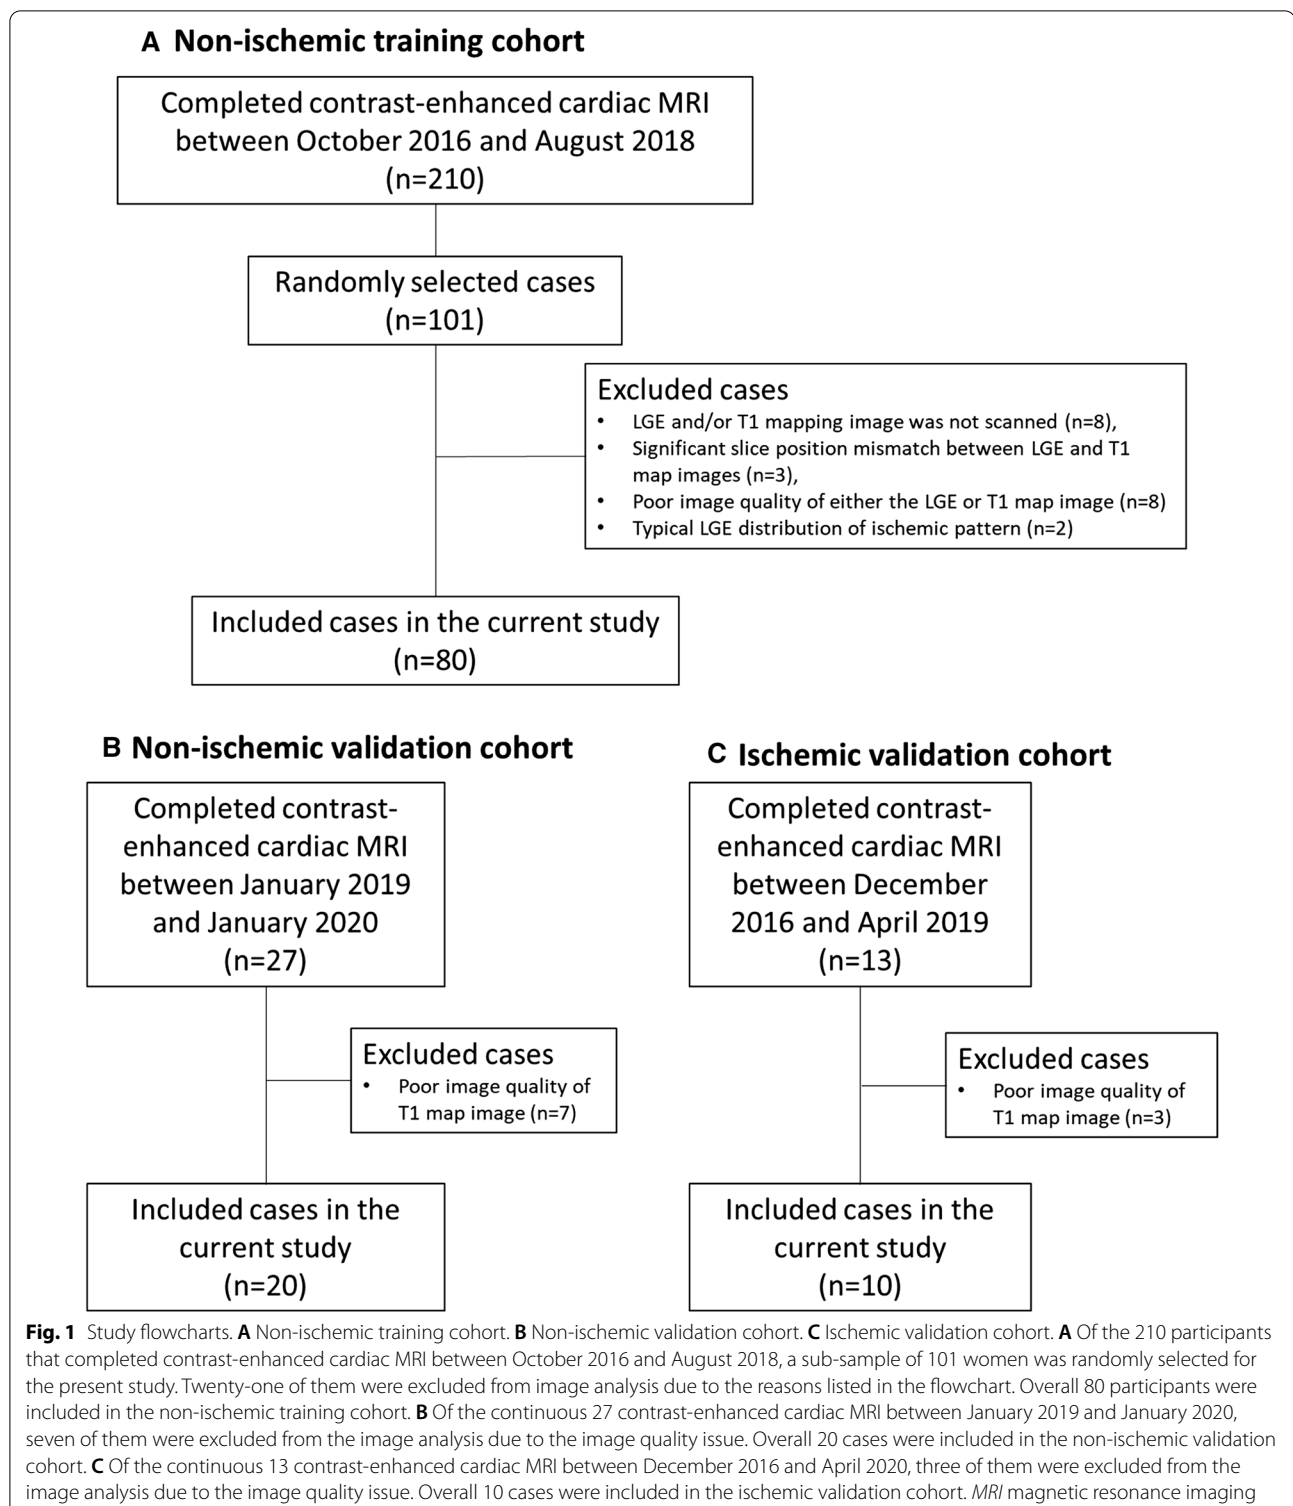 A Non-ischemic training cohort
Completed contrast-enhanced cardiac MRI
between October 2016 and August 2018
(n=210)
Randomly selected cases
(n=101)
Excluded cases
• LGE and/or T1 mapping image was not scanned (n=8),
• Significant slice position mismatch between LGE and T1
map images (n=3),
• Poor image quality of either the LGE or T1 map image (n=8)
• Typical LGE distribution of ischemic pattern (n=2)
Included cases in the current study
(n=80)
B Non-ischemic validation cohort
Completed contrast-
enhanced cardiac MRI
between January 2019
and January 2020
(n=27)
Excluded cases
• Poor image quality of
T1 map image (n=7)
Included cases in the
current study
(n=20)
C Ischemic validation cohort
Completed contrast-
enhanced cardiac MRI
between December
2016 and April 2019
(n=13)
Excluded cases
• Poor image quality of
T1 map image (n=3)
Included cases in the
current study
(n=10)
Fig. 1 Study flowcharts. A Non-ischemic training cohort. B Non-ischemic validation cohort. C Ischemic validation cohort. A Of the 210 participants
that completed contrast-enhanced cardiac MRI between October 2016 and August 2018, a sub-sample of 101 women was randomly selected for
the present study. Twenty-one of them were excluded from image analysis due to the reasons listed in the flowchart. Overall 80 participants were
included in the non-ischemic training cohort. B Of the continuous 27 contrast-enhanced cardiac MRI between January 2019 and January 2020,
seven of them were excluded from the image analysis due to the image quality issue. Overall 20 cases were included in the non-ischemic validation
cohort. C Of the continuous 13 contrast-enhanced cardiac MRI between December 2016 and April 2020, three of them were excluded from the
image analysis due to the image quality issue. Overall 10 cases were included in the ischemic validation cohort. MRI magnetic resonance imaging